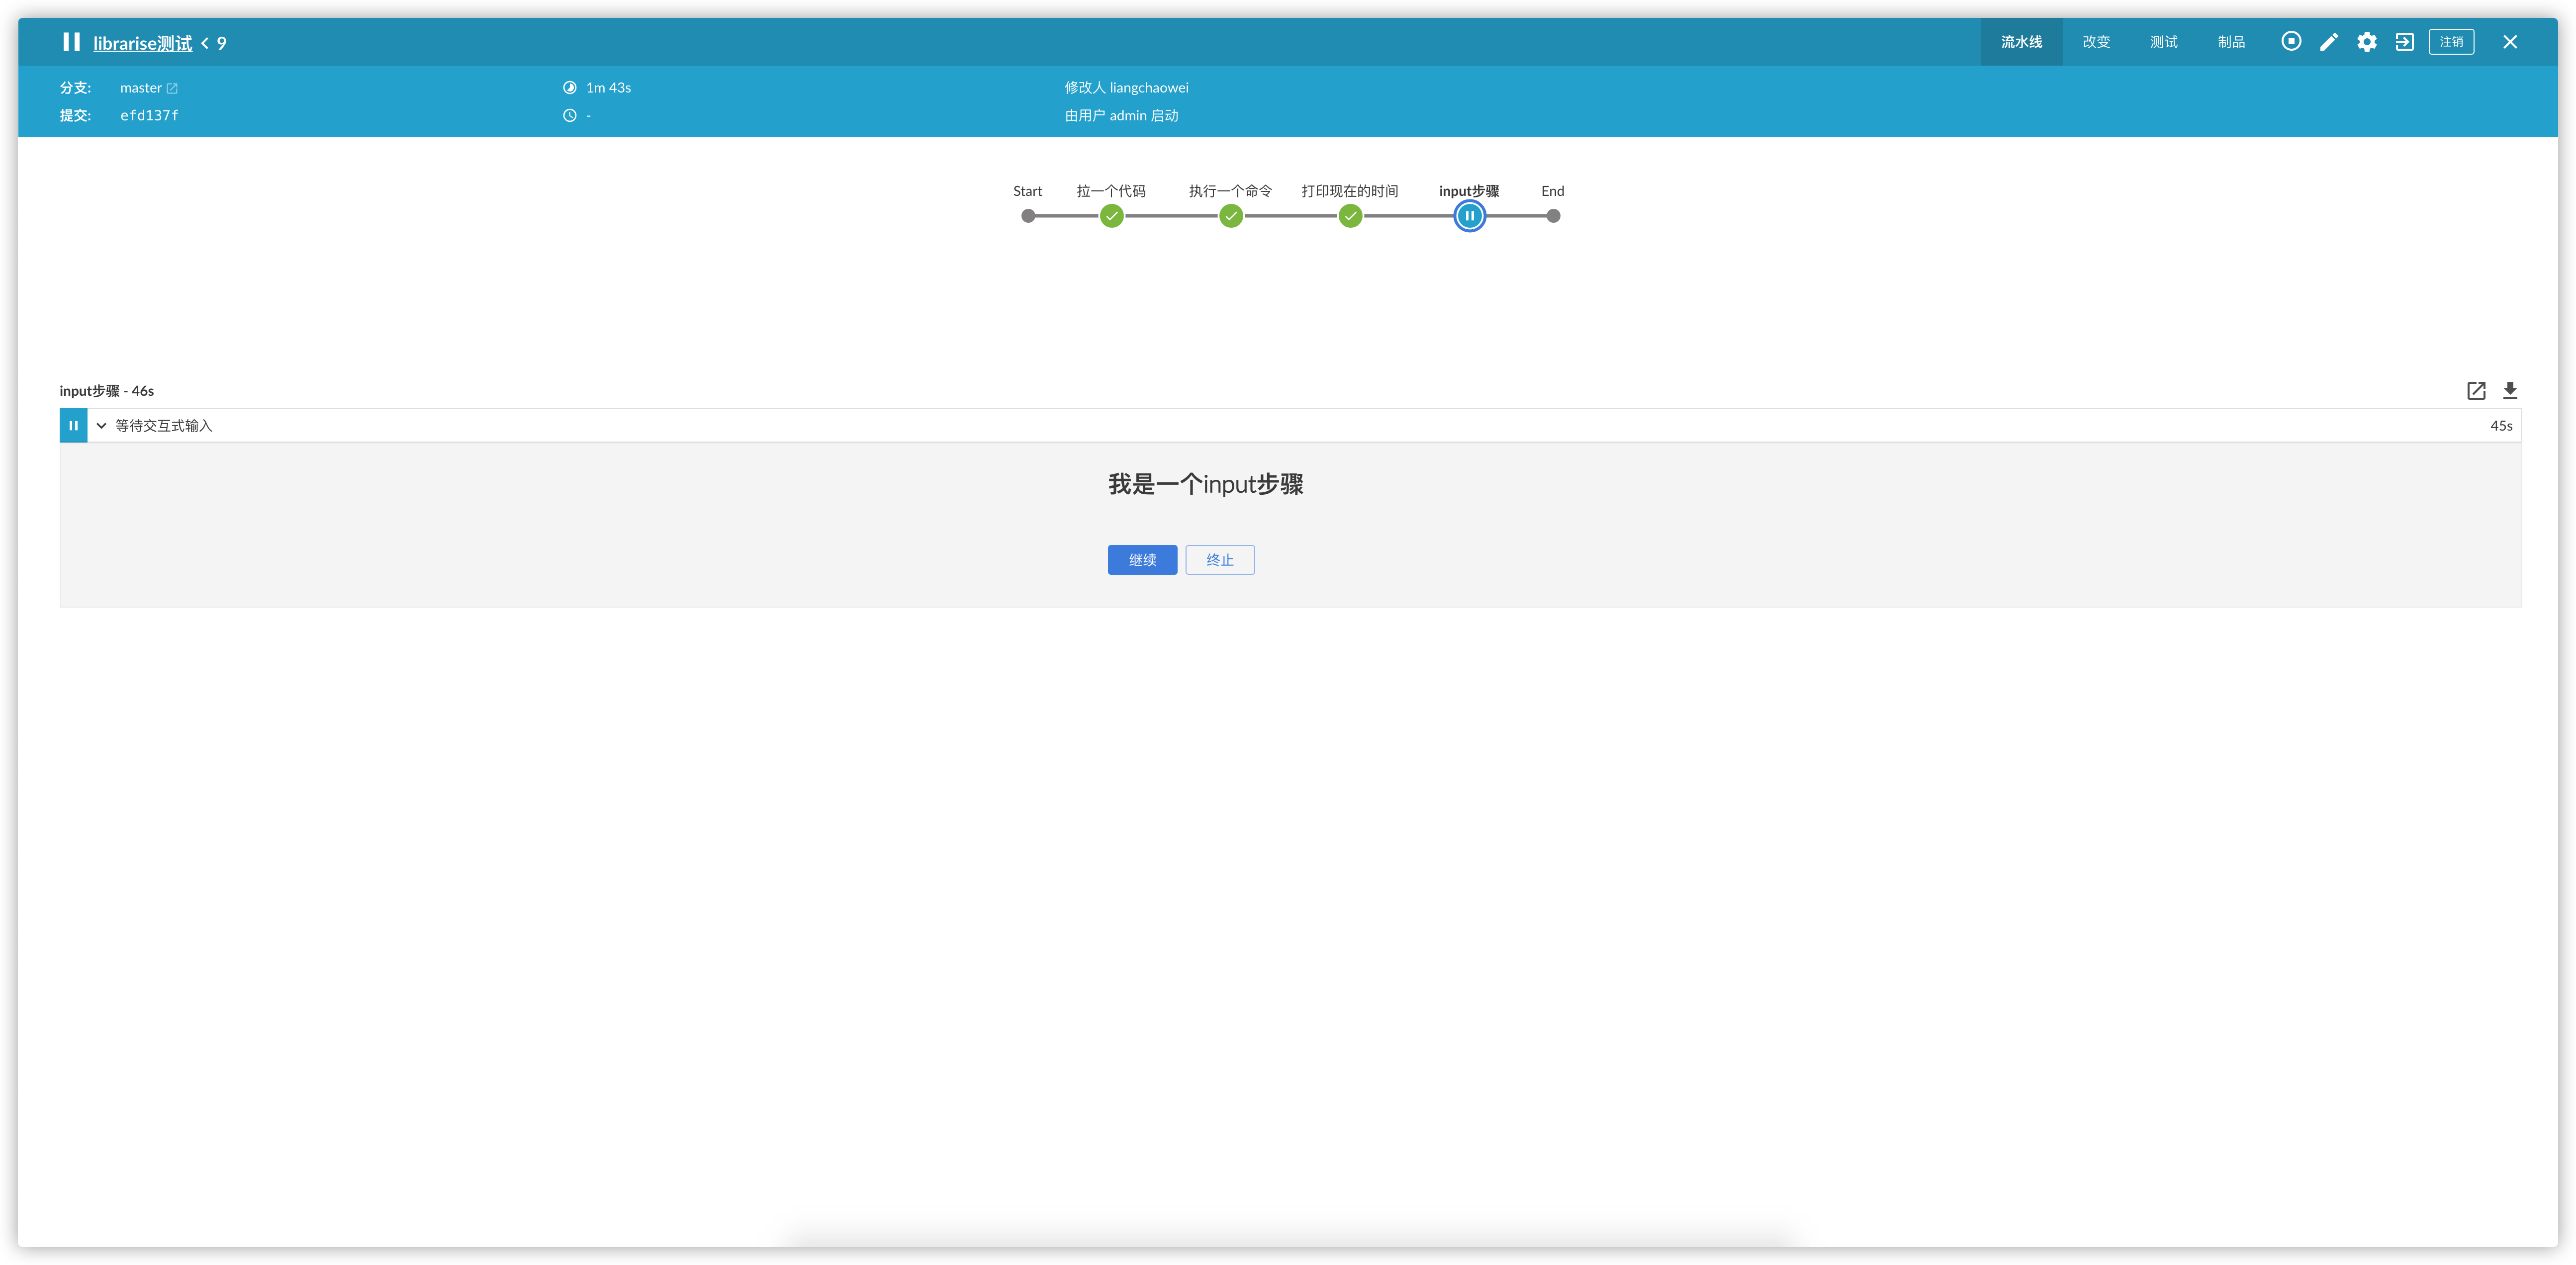 librarise测试 < 9
流水线 改变 测试 制品 注销
分支: master 1m 43s 修改人 liangchaowei
提交: efd137f - 由用户 admin 启动
Start 拉一个代码 执行一个命令 打印现在的时间 input步骤 End
input步骤 - 46s
等待交互式输入 45s
我是一个input步骤
继续 终止